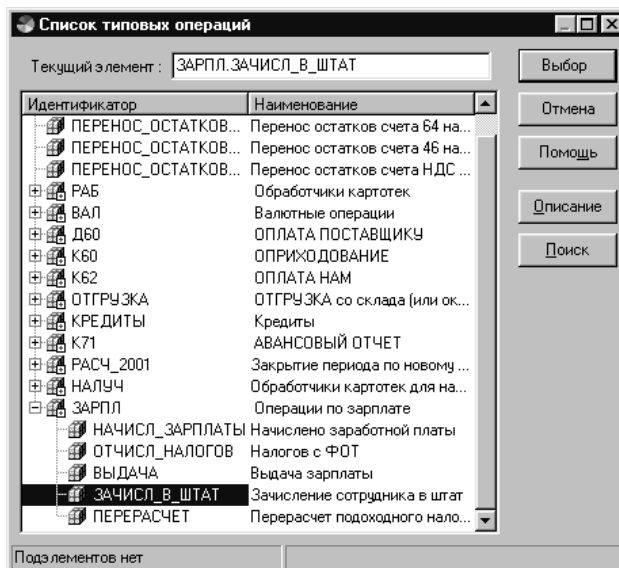 Список типовых операций
Текущий элемент: ЗАРПЛ.ЗАЧИСЛ_В_ШТАТ Выбор
Идентификатор Наименование Отмена
ПЕРЕНОС_ОСТАТКОВ... Перенос остатков счета 64 на...
ПЕРЕНОС_ОСТАТКОВ... Перенос остатков счета 46 на... Помощь
ПЕРЕНОС_ОСТАТКОВ... Перенос остатков счета НДС ...
РАБ Обработчики картотек
ВАЛ Валютные операции Описание
Д60 ОПЛАТА ПОСТАВЩИКУ
К60 ОПРИХОДОВАНИЕ Поиск
К62 ОПЛАТА НАМ
ОТГРУЗКА ОТГРУЗКА со склада (или ок...
КРЕДИТЫ Кредиты
К71 АВАНСОВЫЙ ОТЧЕТ
РАСЧ_2001 Закрытие периода по новому ...
НАЛУЧ Обработчики картотек для на...
ЗАРПЛ Операции по зарплате
НАЧИСЛ_ЗАРПЛАТЫ Начислено заработной платы
ОТЧИСЛ_НАЛОГОВ Налогов с ФОТ
ВЫДАЧА Выдача зарплаты
ЗАЧИСЛ_В_ШТАТ Зачисление сотрудника в штат
ПЕРЕРАСЧЕТ Перерасчет подоходного нало...
Подэлементов нет